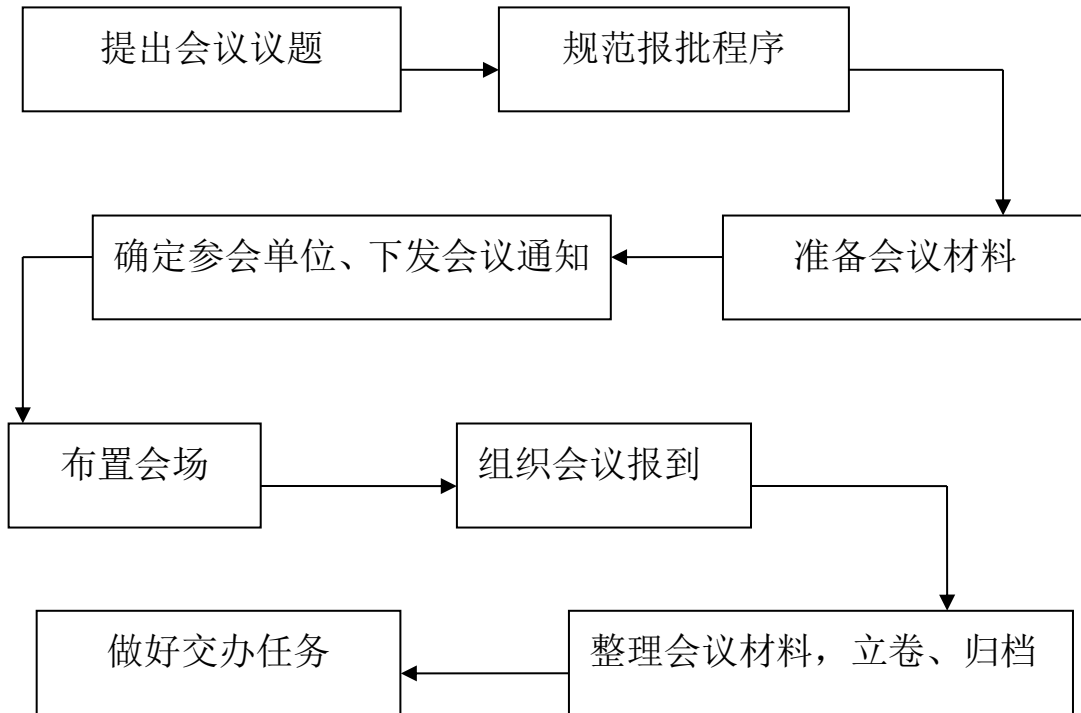 提出会议议题
规范报批程序
准备会议材料
确定参会单位、下发会议通知
布置会场
组织会议报到
整理会议材料，立卷、归档
做好交办任务